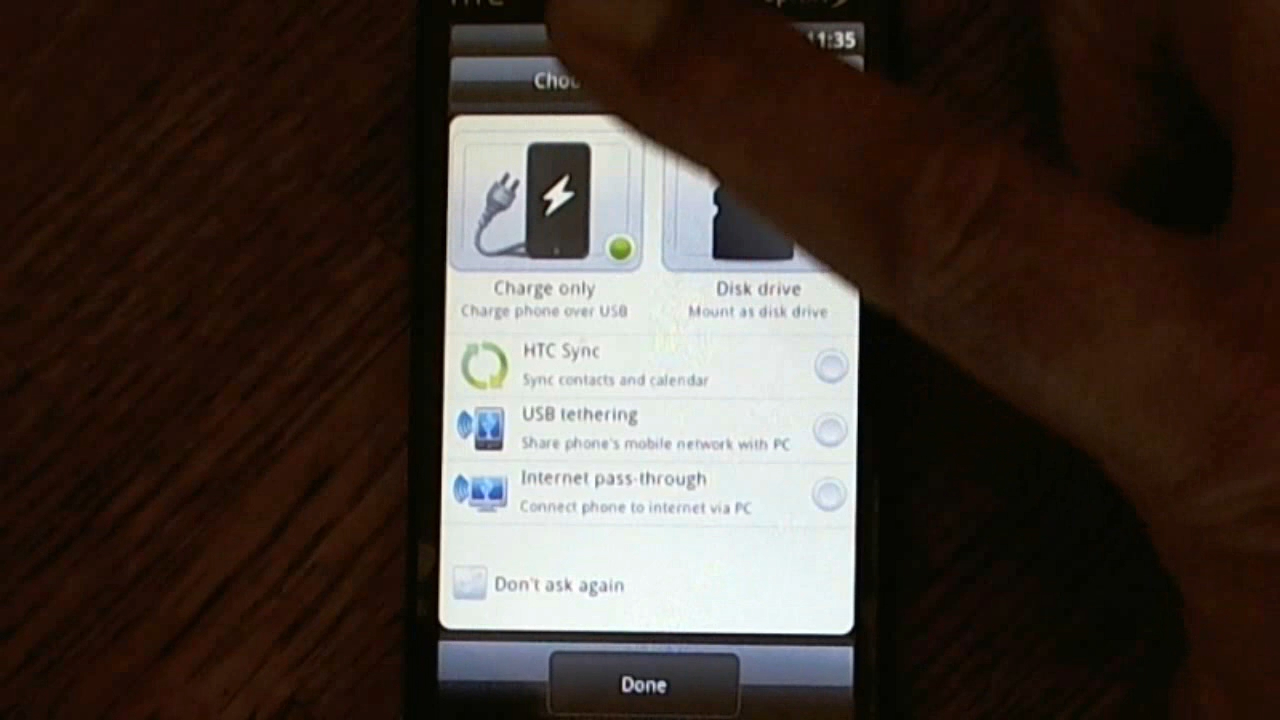 HTC
11:35
Charge only
Disk drive
Charge phone over USB
Mount as disk drive
HTC Sync
Sync contacts and calendar
USB tethering
Share phone's mobile network with PC
Internet pass-through
Connect phone to internet via PC
Don't ask again
Done